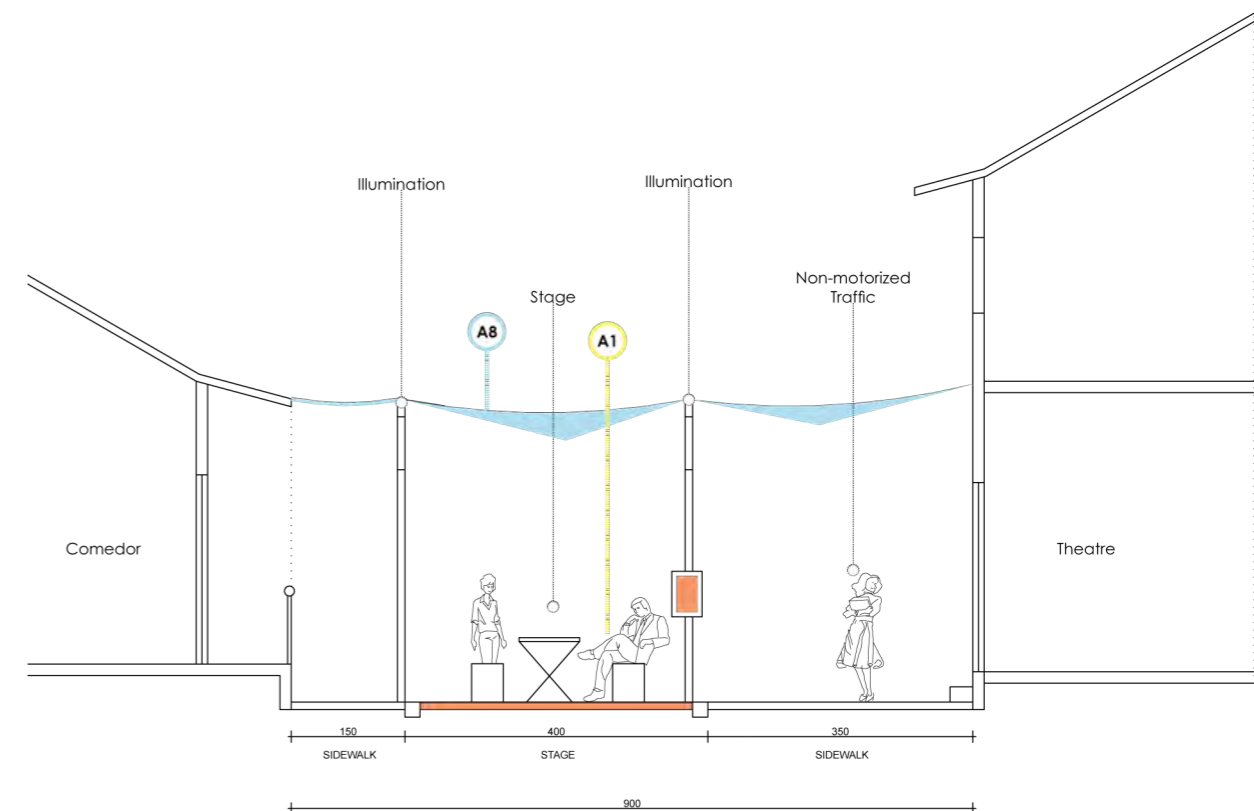 Illumination
Illumination
Non-motorized
Traffic
Stage
A8
A1
Comedor
Theatre
150
400
350
SIDEWALK
STAGE
SIDEWALK
900